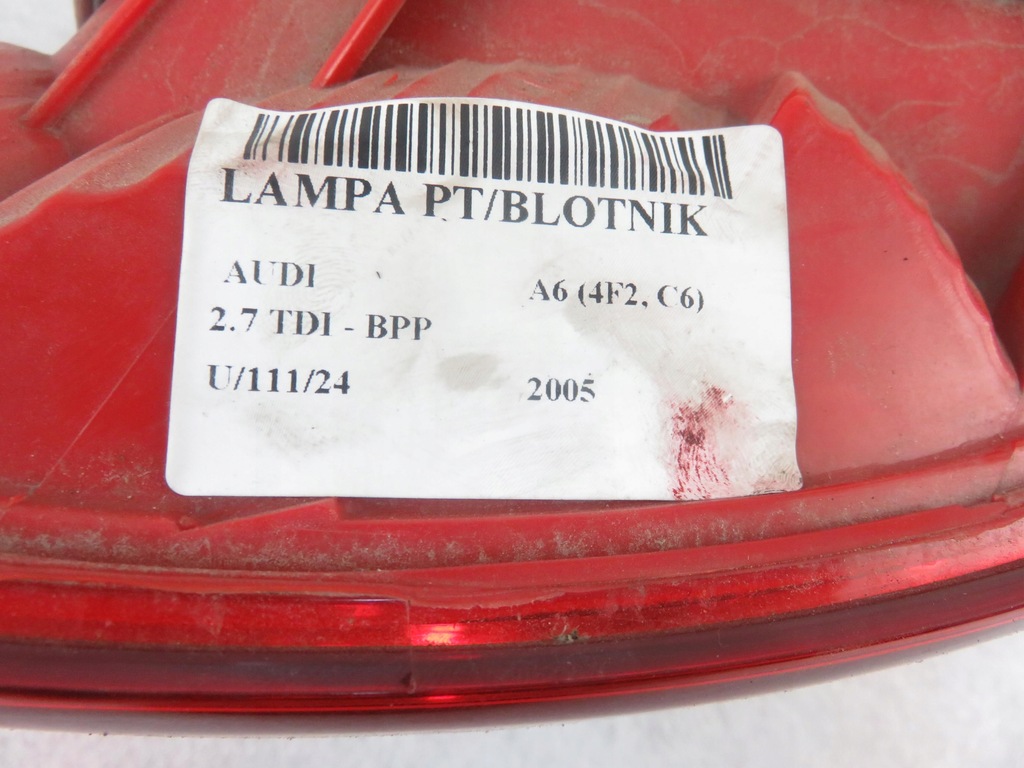 LAMPA PT/BLOTNIK
AUDI A6 (4F2, C6)
2.7 TDI - BPP
U/111/24 2005